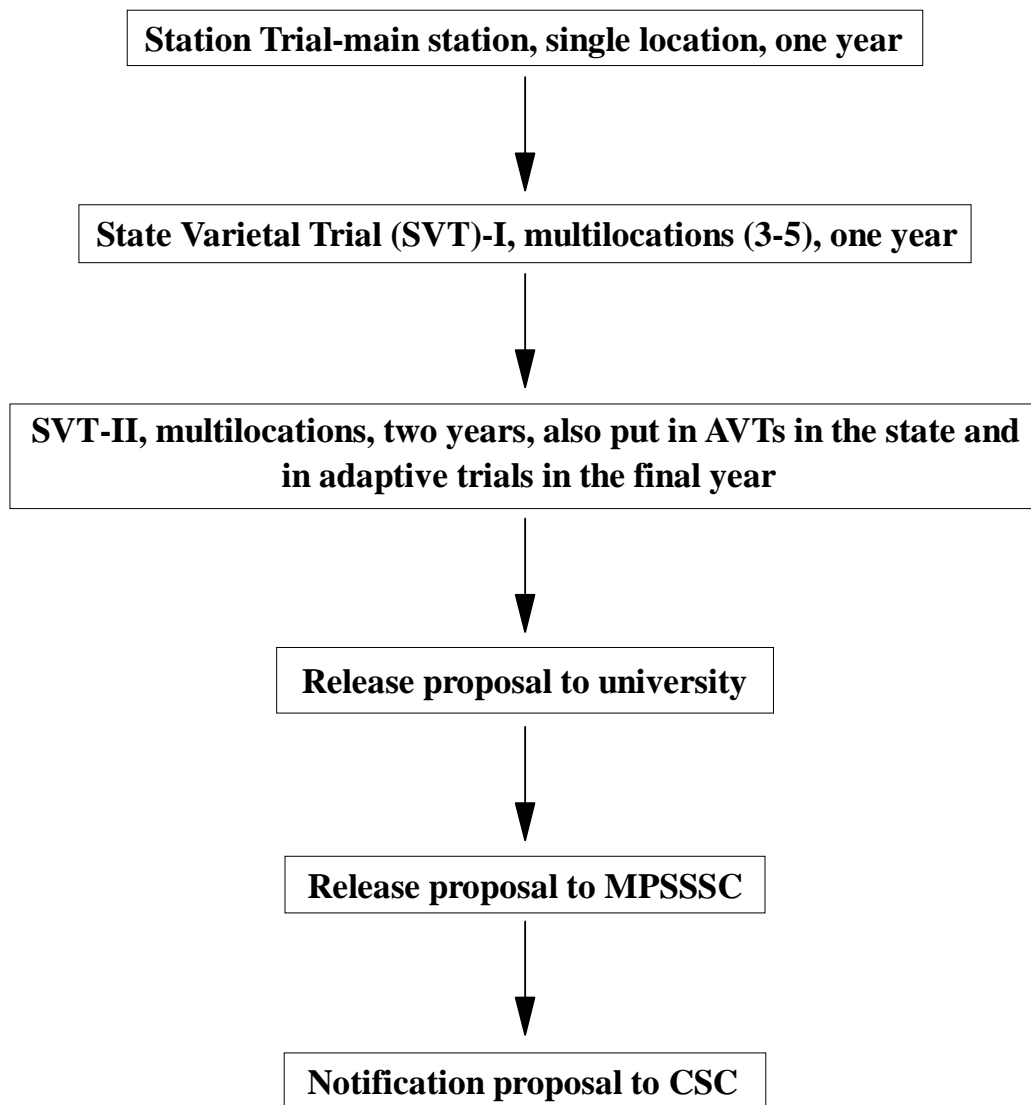 Station Trial-main station, single location, one year
State Varietal Trial (SVT)-I, multilocations (3-5), one year
SVT-II, multilocations, two years, also put in AVTs in the state and
in adaptive trials in the final year
Release proposal to university
Release proposal to MPSSSC
Notification proposal to CSC